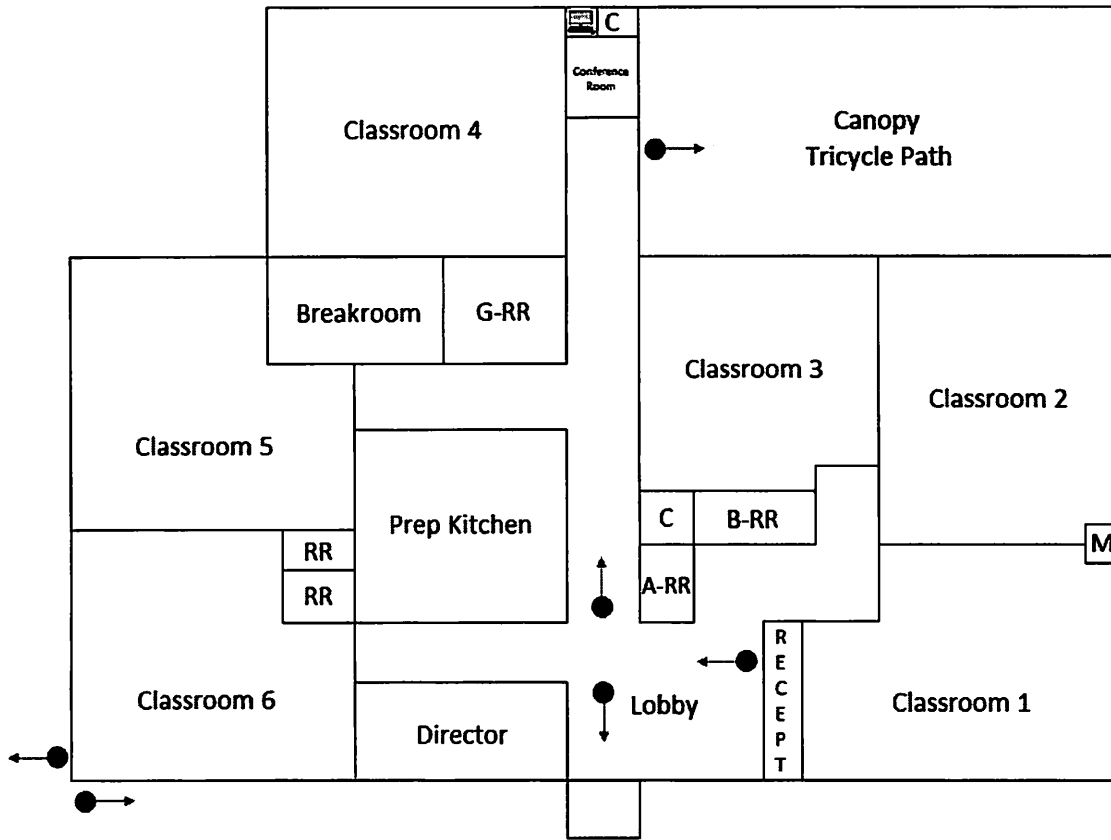 C
Conference
Room
Classroom 4
Canopy
Tricycle Path
Breakroom
G-RR
Classroom 3
Classroom 2
Classroom 5
Prep Kitchen
C
B-RR
M
RR
RR
A-RR
Classroom 6
Director
Lobby
RECEPT
Classroom 1